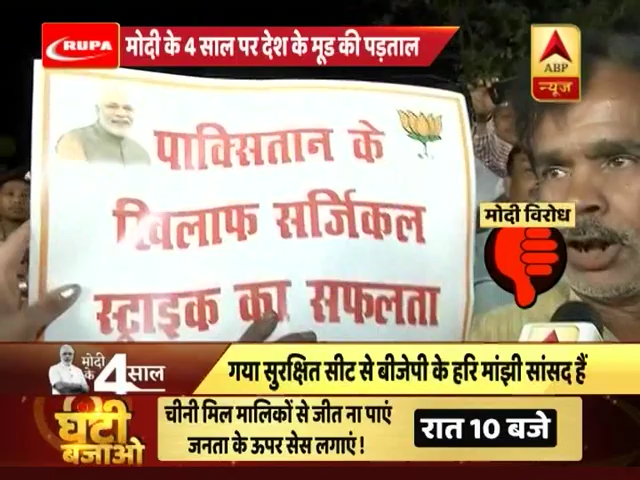 RUPA
मोदी के 4 साल पर देश के मूड की पड़ताल
ABP
न्यूज़
पाकिस्तान के
खिलाफ सर्जिकल
स्ट्राइक का सफलता
मोदी विरोध
मोदी के 4 साल
गया सुरक्षित सीट से बीजेपी के हरि मांझी सांसद हैं
घंटी
बजाओ
चीनी मिल मालिकों से जीत ना पाएं
जनता के ऊपर सेस लगाएं !
रात 10 बजे